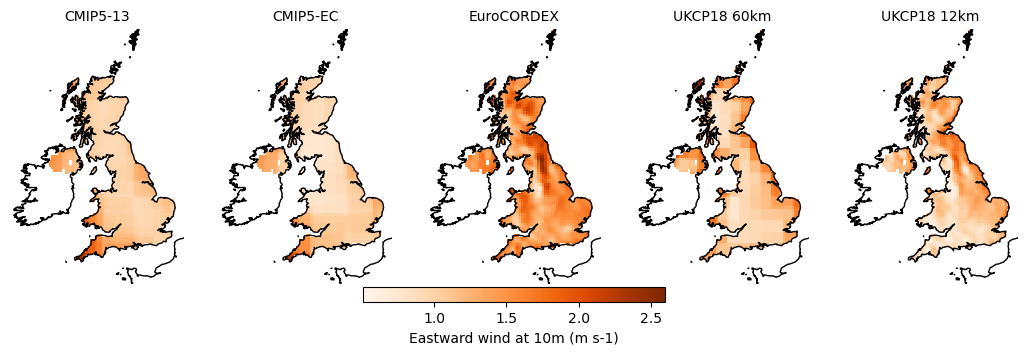 CMIP5-13 CMIP5-EC EuroCORDEX UKCP18 60km UKCP18 12km
1.0 1.5 2.0 2.5
Eastward wind at 10m (m s-1)